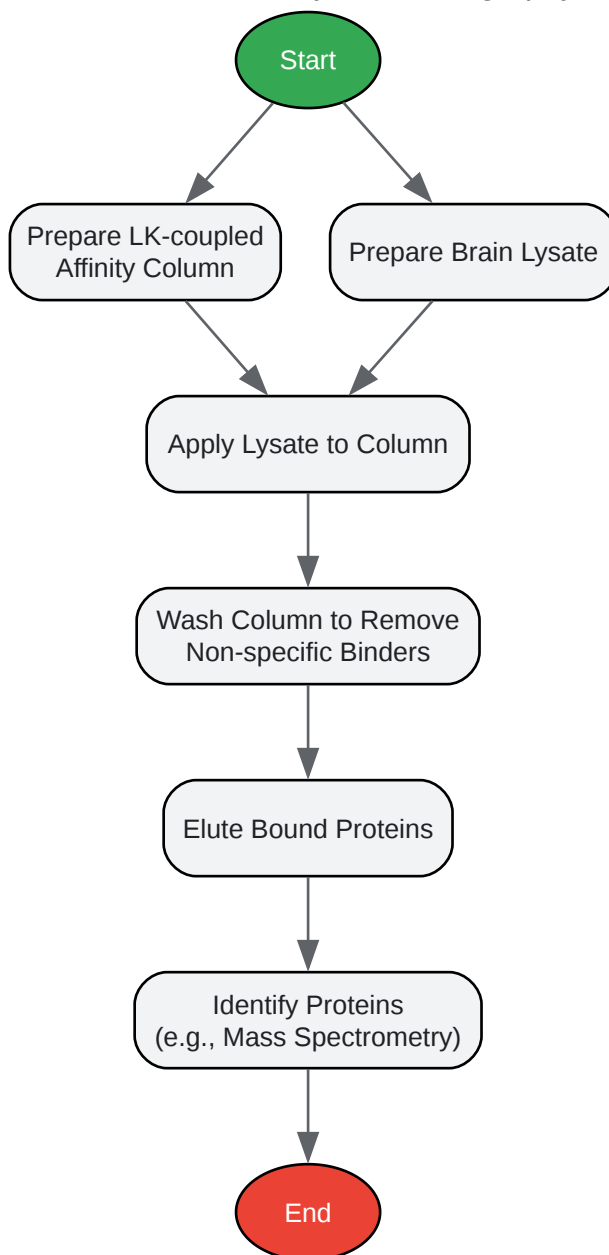 Start
Prepare LK-coupled
Affinity Column
Prepare Brain Lysate
Apply Lysate to Column
Wash Column to Remove
Non-specific Binders
Elute Bound Proteins
Identify Proteins
(e.g., Mass Spectrometry)
End